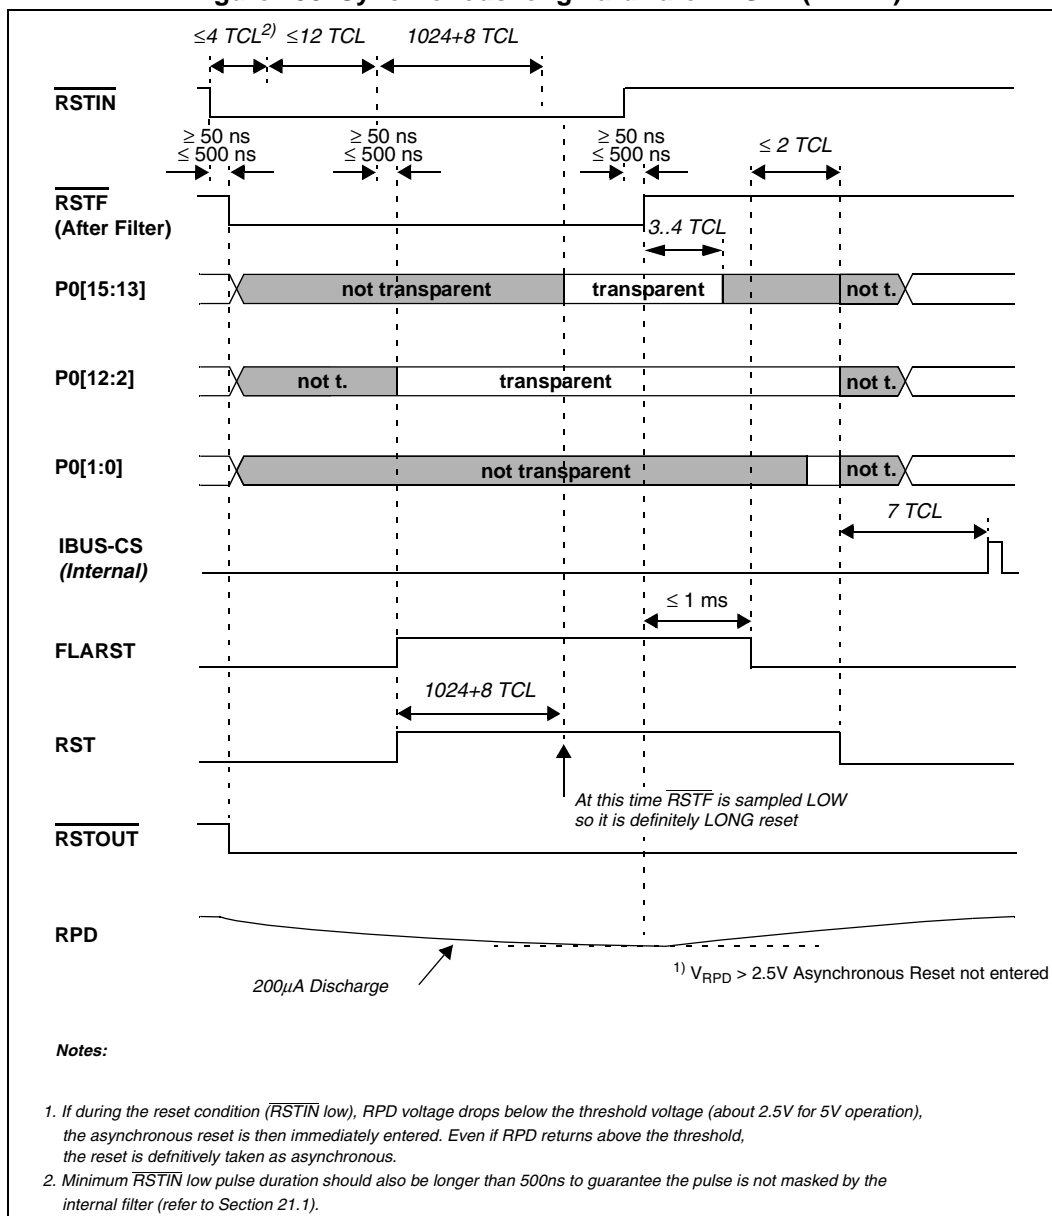 ≤4 TCL2) ≤12 TCL 1024+8 TCL
RSTIN
≥ 50 ns ≥ 50 ns ≥ 50 ns
≤ 500 ns ≤ 500 ns ≤ 500 ns
≤ 2 TCL
RSTF
(After Filter)
3..4 TCL
P0[15:13] not transparent transparent not t.
P0[12:2] not t. transparent not t.
P0[1:0] not transparent not t.
7 TCL
IBUS-CS
(Internal)
≤ 1 ms
FLARST
1024+8 TCL
RST
At this time RSTF is sampled LOW
so it is definitely LONG reset
RSTOUT
RPD
200µA Discharge
1) VRPD > 2.5V Asynchronous Reset not entered
Notes:
1. If during the reset condition (RSTIN low), RPD voltage drops below the threshold voltage (about 2.5V for 5V operation),
the asynchronous reset is then immediately entered. Even if RPD returns above the threshold,
the reset is defnitively taken as asynchronous.
2. Minimum RSTIN low pulse duration should also be longer than 500ns to guarantee the pulse is not masked by the
internal filter (refer to Section 21.1).